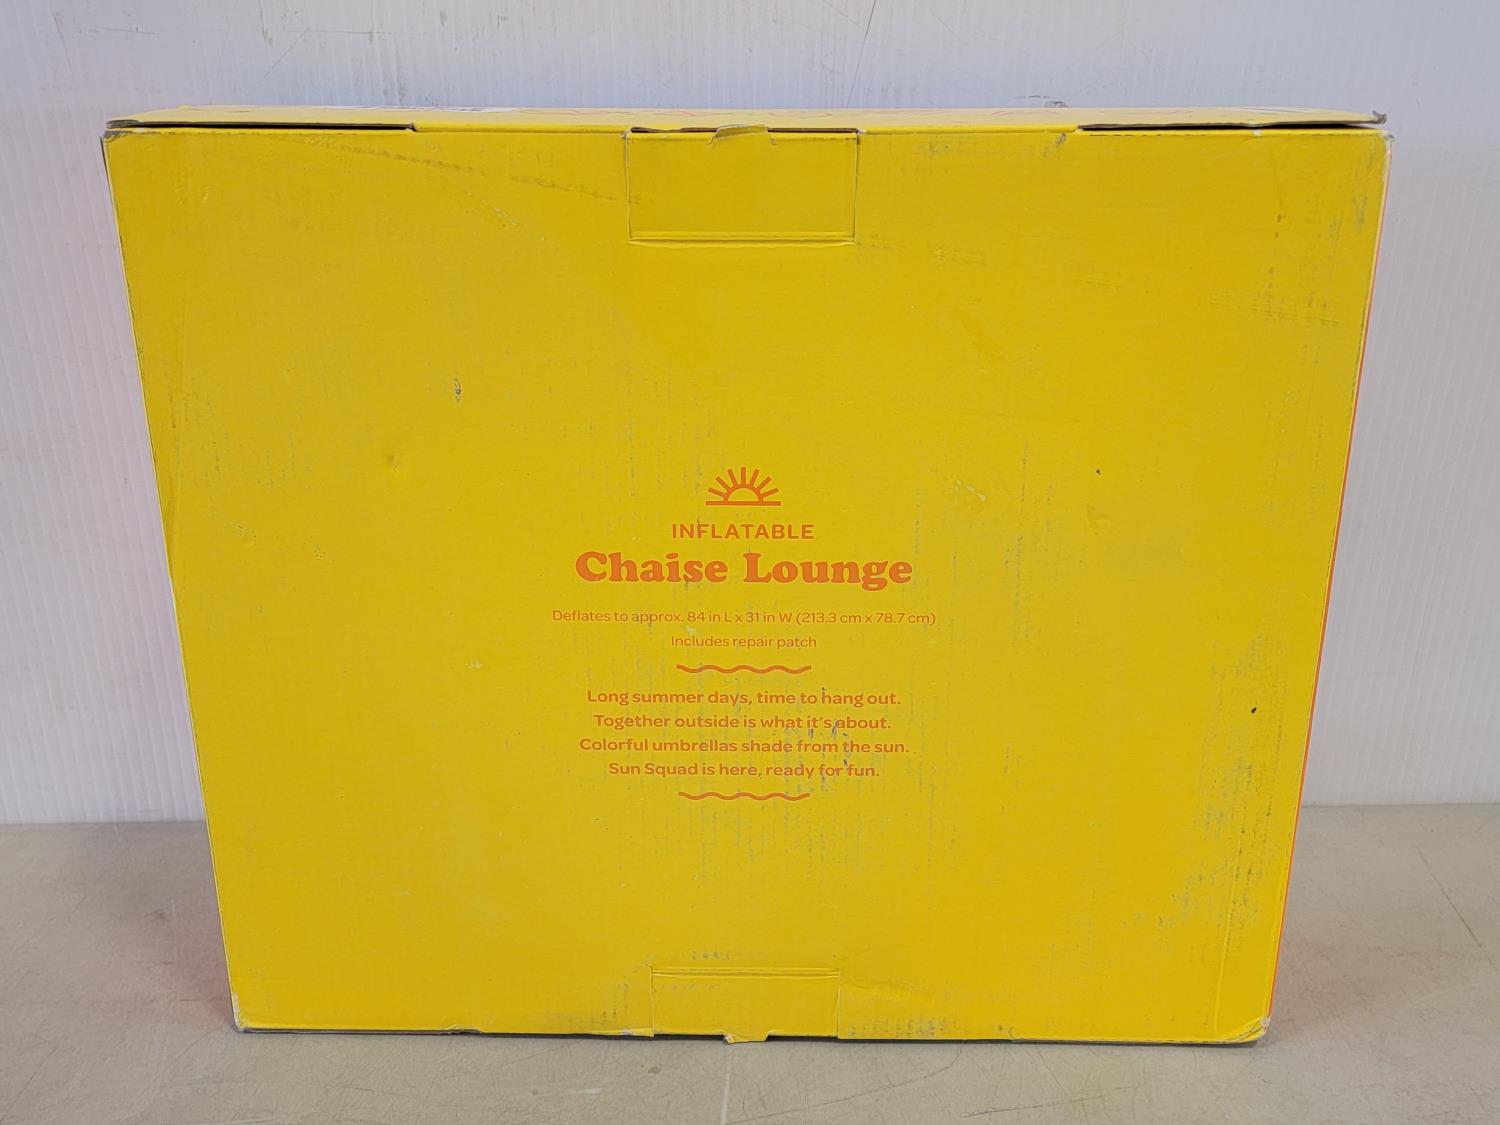 INFLATABLE
Chaise Lounge
Deflates to approx. 84 in L x 31 in W (213.3 cm x 78.7 cm)
Includes repair patch
Long summer days, time to hang out.
Together outside is what it's about.
Colorful umbrellas shade from the sun.
Sun Squad is here, ready for fun.